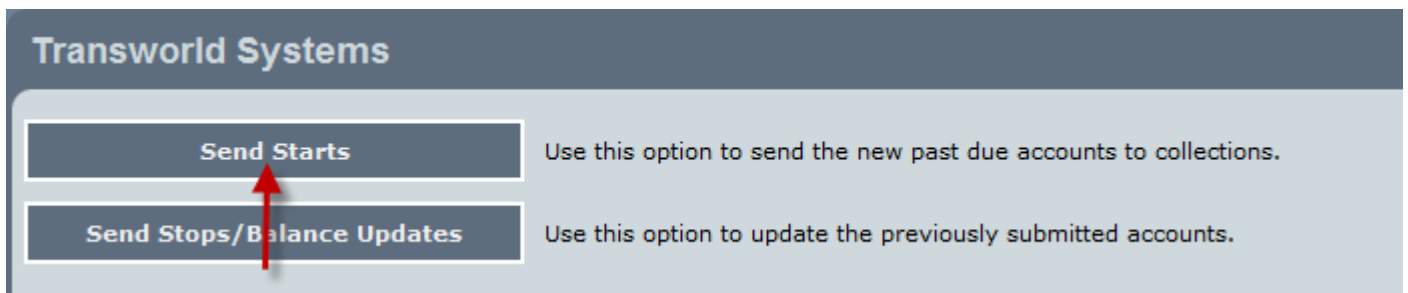 Transworld Systems
Send Starts
Use this option to send the new past due accounts to collections.
Send Stops/Balance Updates
Use this option to update the previously submitted accounts.